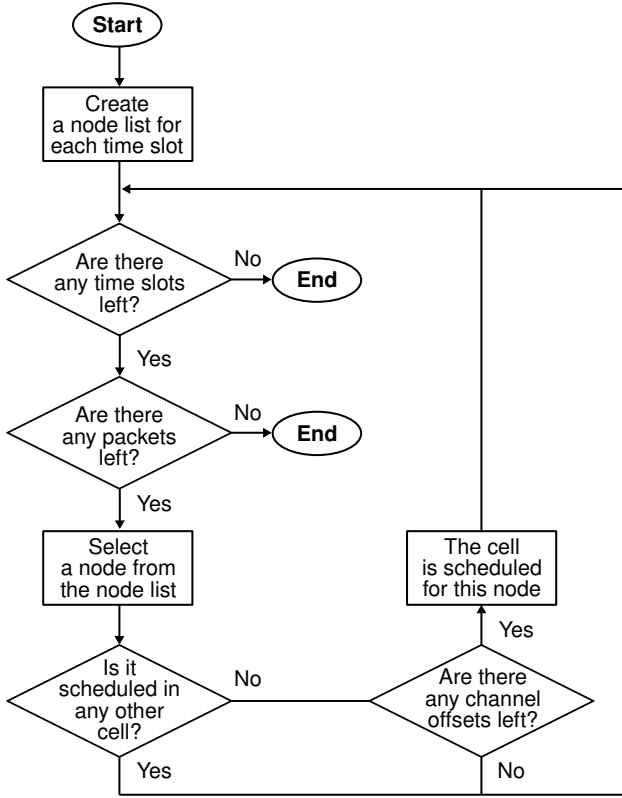 Start
Create
a node list for
each time slot
Are there
any time slots
left?
No
End
Yes
Are there
any packets
left?
No
End
Yes
Select
a node from
the node list
The cell
is scheduled
for this node
Yes
Is it
scheduled in
any other
cell?
No
Are there
any channel
offsets left?
Yes
No